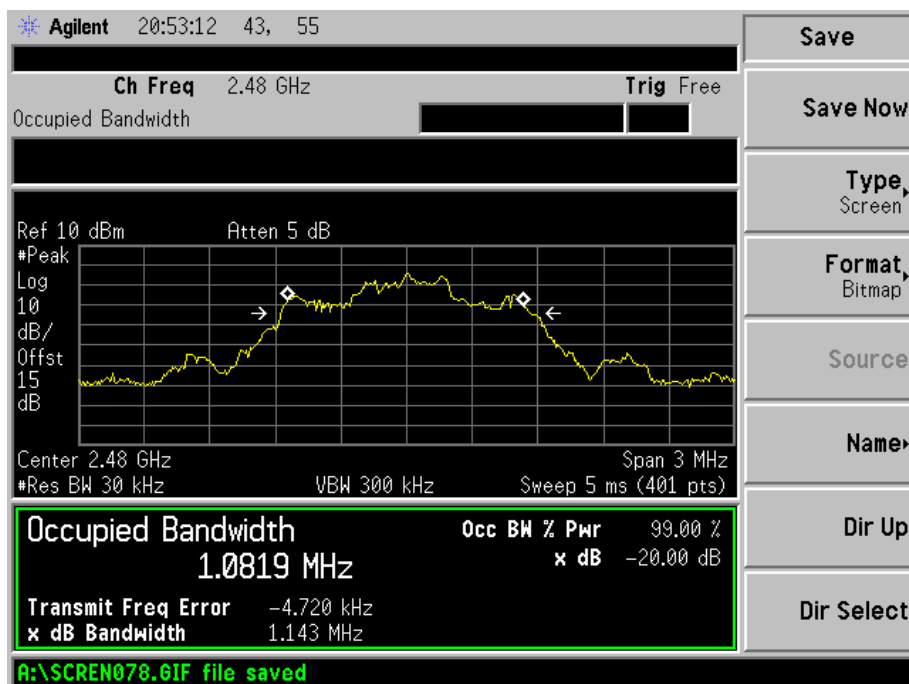 Agilent 20:53:12 43, 55
Save
Ch Freq 2.48 GHz Trig Free
Occupied Bandwidth
Save Now
Type
Screen
Ref 10 dBm Atten 5 dB
#Peak
Log
10
dB/
Offst
15
dB
Format
Bitmap
Source
Center 2.48 GHz Span 3 MHz
#Res BW 30 kHz VBW 300 kHz Sweep 5 ms (401 pts)
Name
Occupied Bandwidth Occ BW % Pwr 99.00 %
1.0819 MHz x dB -20.00 dB
Dir Up
Transmit Freq Error -4.720 kHz
x dB Bandwidth 1.143 MHz
Dir Select
A:\SCREN078.GIF file saved